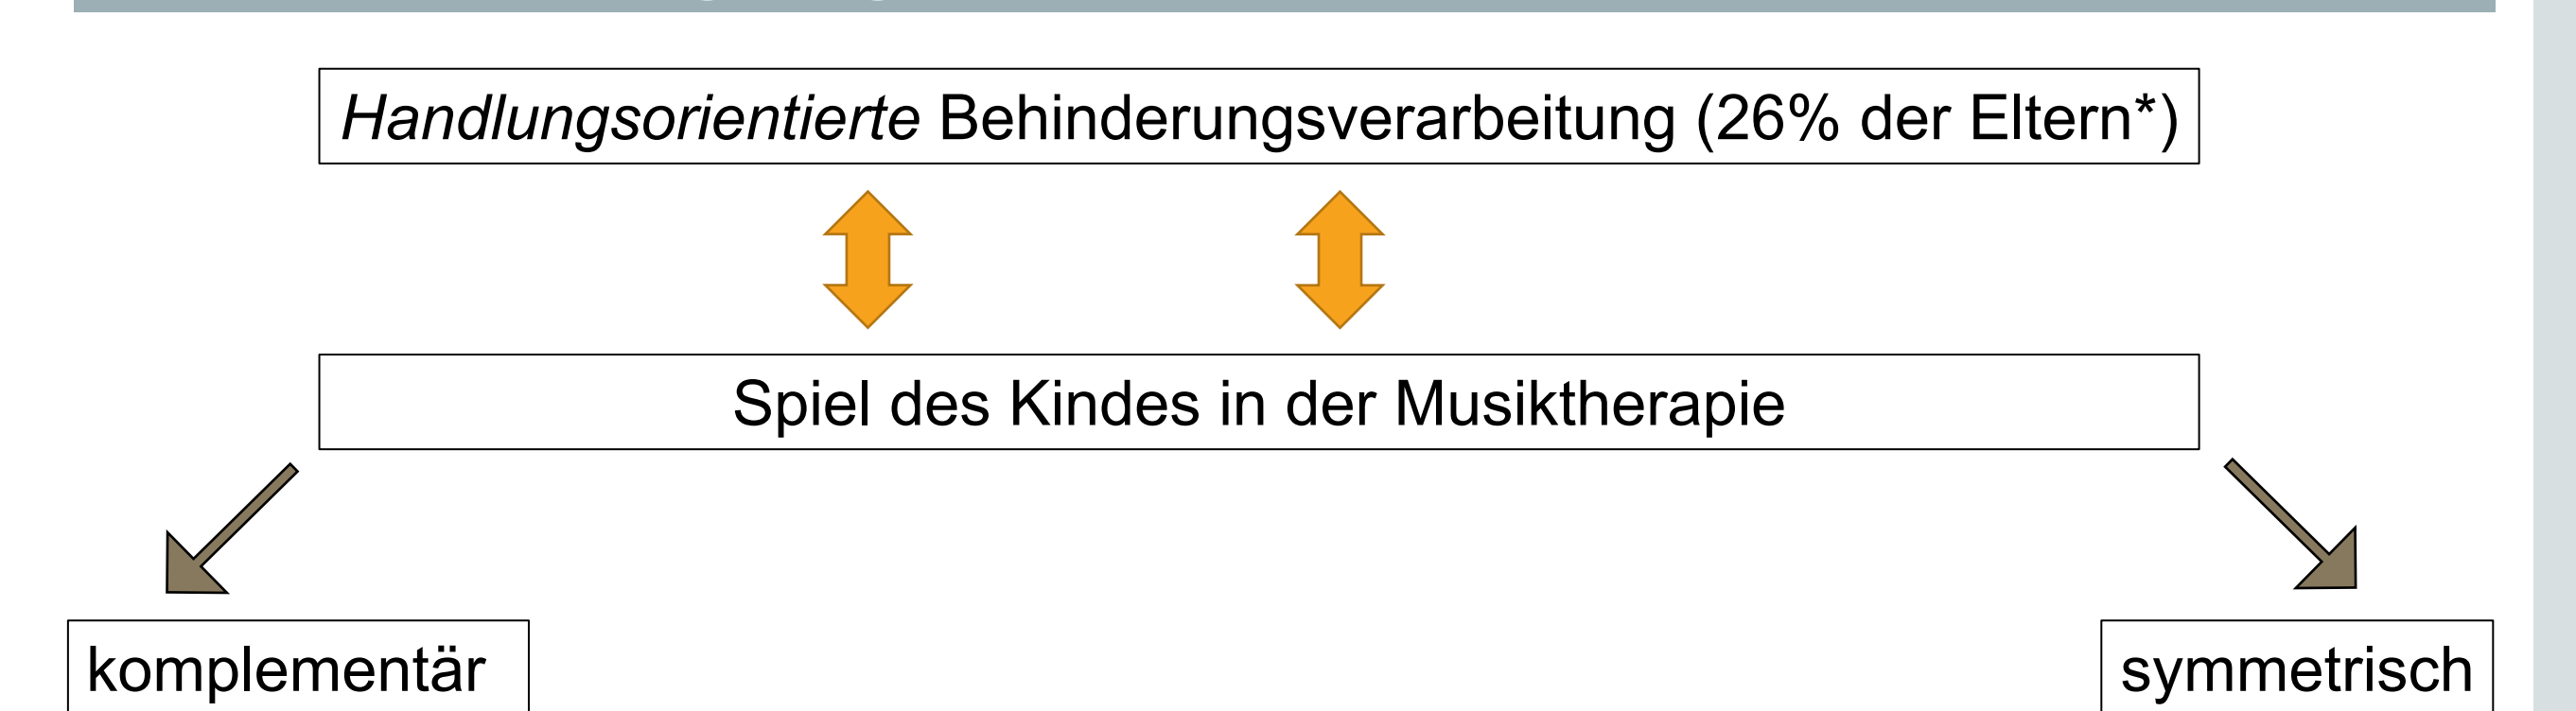 Handlungsorientierte Behinderungsverarbeitung (26% der Eltern*)
Spiel des Kindes in der Musiktherapie
komplementär
symmetrisch